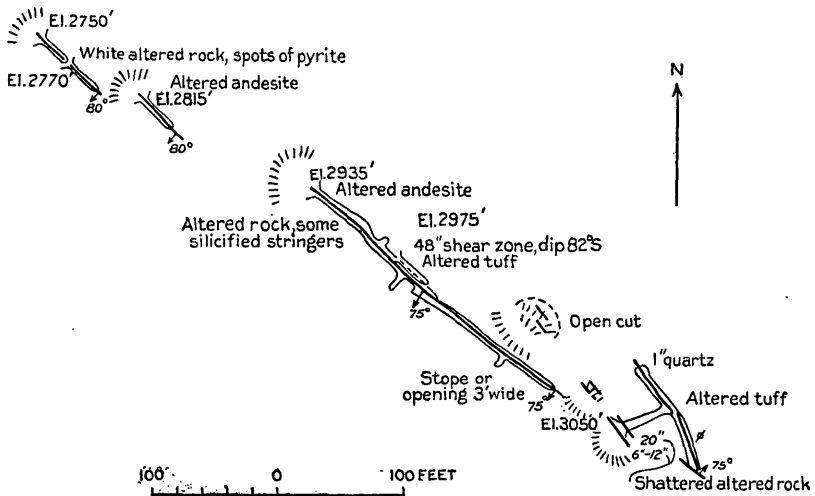 El.2750'
White altered rock, spots of pyrite
El.2770'
80°
Altered andesite
El.2815'
80°
N
El.2935'
Altered andesite
Altered rock, some
silicified stringers
El.2975'
48" shear zone, dip 82°S
Altered tuff
75°
Open cut
1" quartz
Stope or
opening 3' wide
75°
Altered tuff
El.3050'
20"
6"-12"
75°
Shattered altered rock
100 0 100 FEET